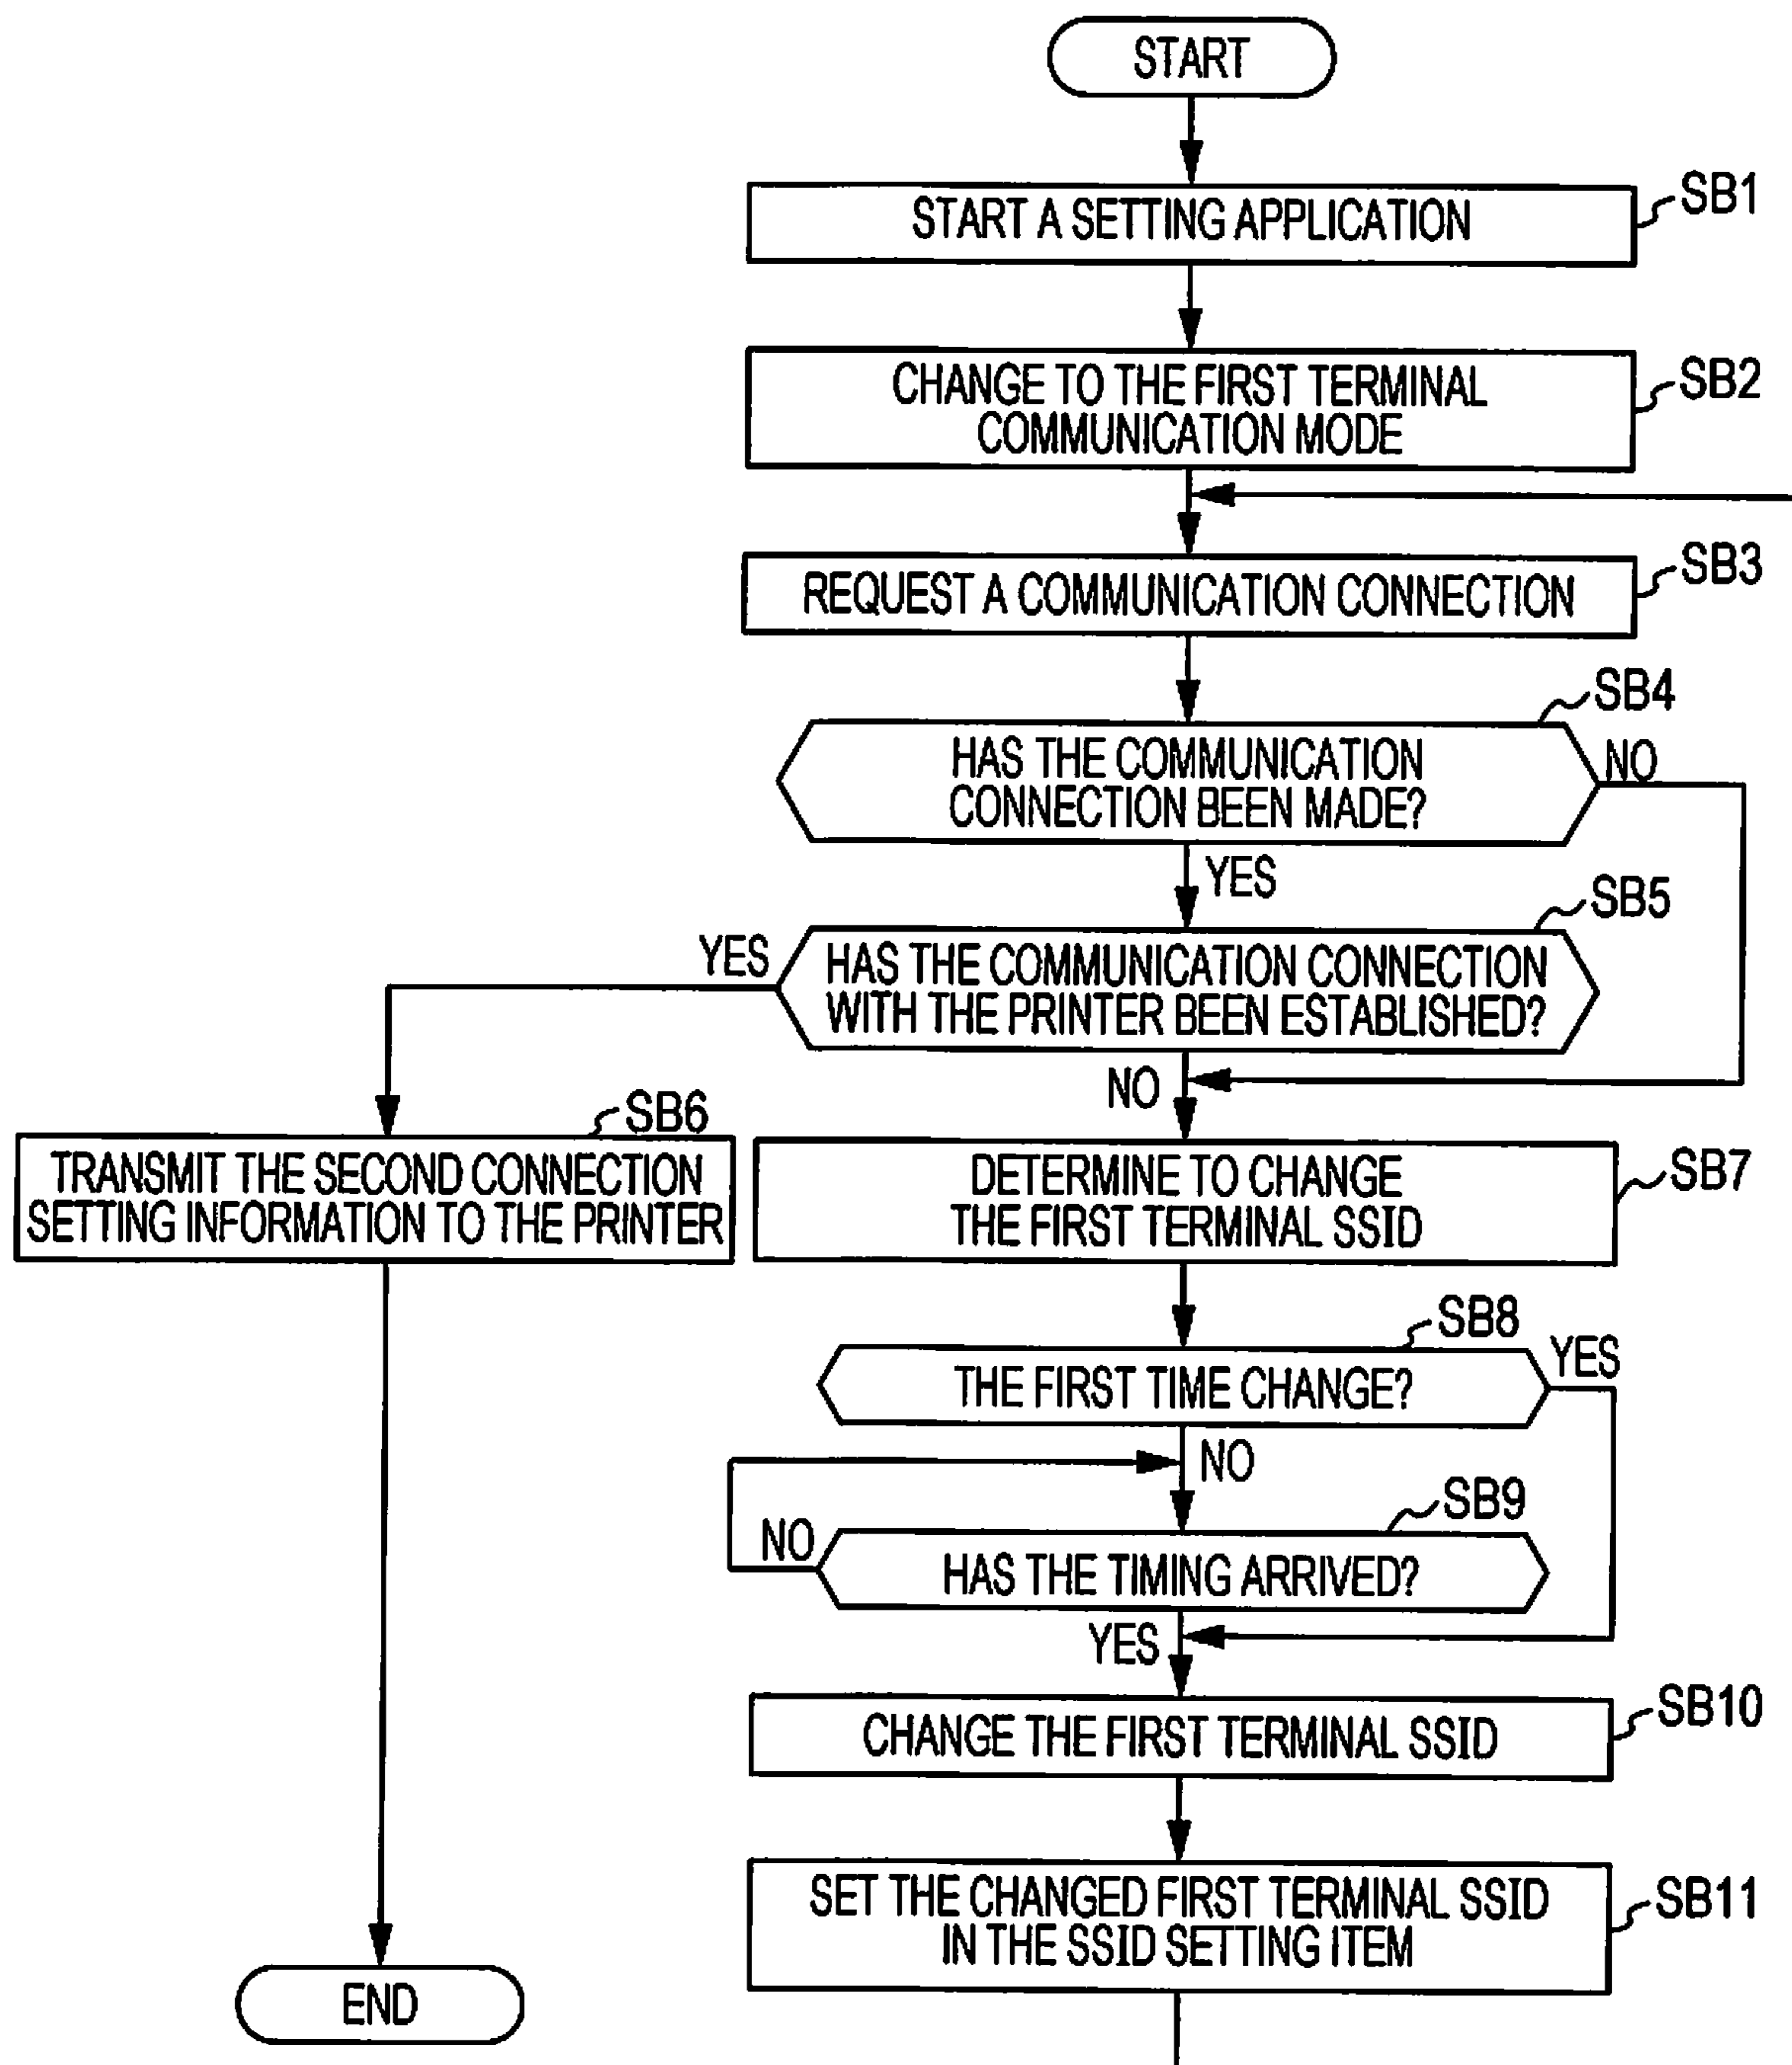 START
START A SETTING APPLICATION
SB1
CHANGE TO THE FIRST TERMINAL
COMMUNICATION MODE
SB2
REQUEST A COMMUNICATION CONNECTION
SB3
SB4
HAS THE COMMUNICATION
CONNECTION BEEN MADE?
NO
YES
SB5
YES
HAS THE COMMUNICATION CONNECTION
WITH THE PRINTER BEEN ESTABLISHED?
NO
SB6
TRANSMIT THE SECOND CONNECTION
SETTING INFORMATION TO THE PRINTER
DETERMINE TO CHANGE
THE FIRST TERMINAL SSID
SB7
SB8
THE FIRST TIME CHANGE?
YES
NO
SB9
NO
HAS THE TIMING ARRIVED?
YES
CHANGE THE FIRST TERMINAL SSID
SB10
SET THE CHANGED FIRST TERMINAL SSID
IN THE SSID SETTING ITEM
SB11
END